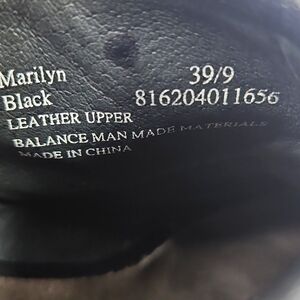 Marilyn 39/9
Black 816204011656
LEATHER UPPER
BALANCE MAN MADE MATERIALS
MADE IN CHINA